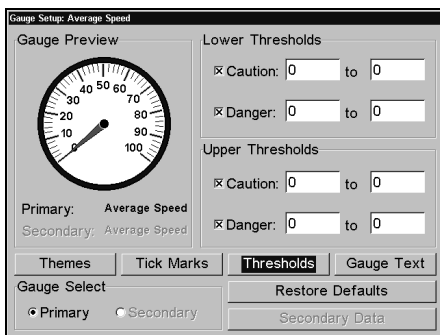 Gauge Setup: Average Speed
Gauge Preview
40 50 60
30 70
20 80
10 90
0 100
Primary: Average Speed
Secondary: Average Speed
Lower Thresholds
Caution: 0 to 0
Danger: 0 to 0
Upper Thresholds
Caution: 0 to 0
Danger: 0 to 0
Themes Tick Marks Thresholds Gauge Text
Gauge Select
Primary Secondary
Restore Defaults
Secondary Data